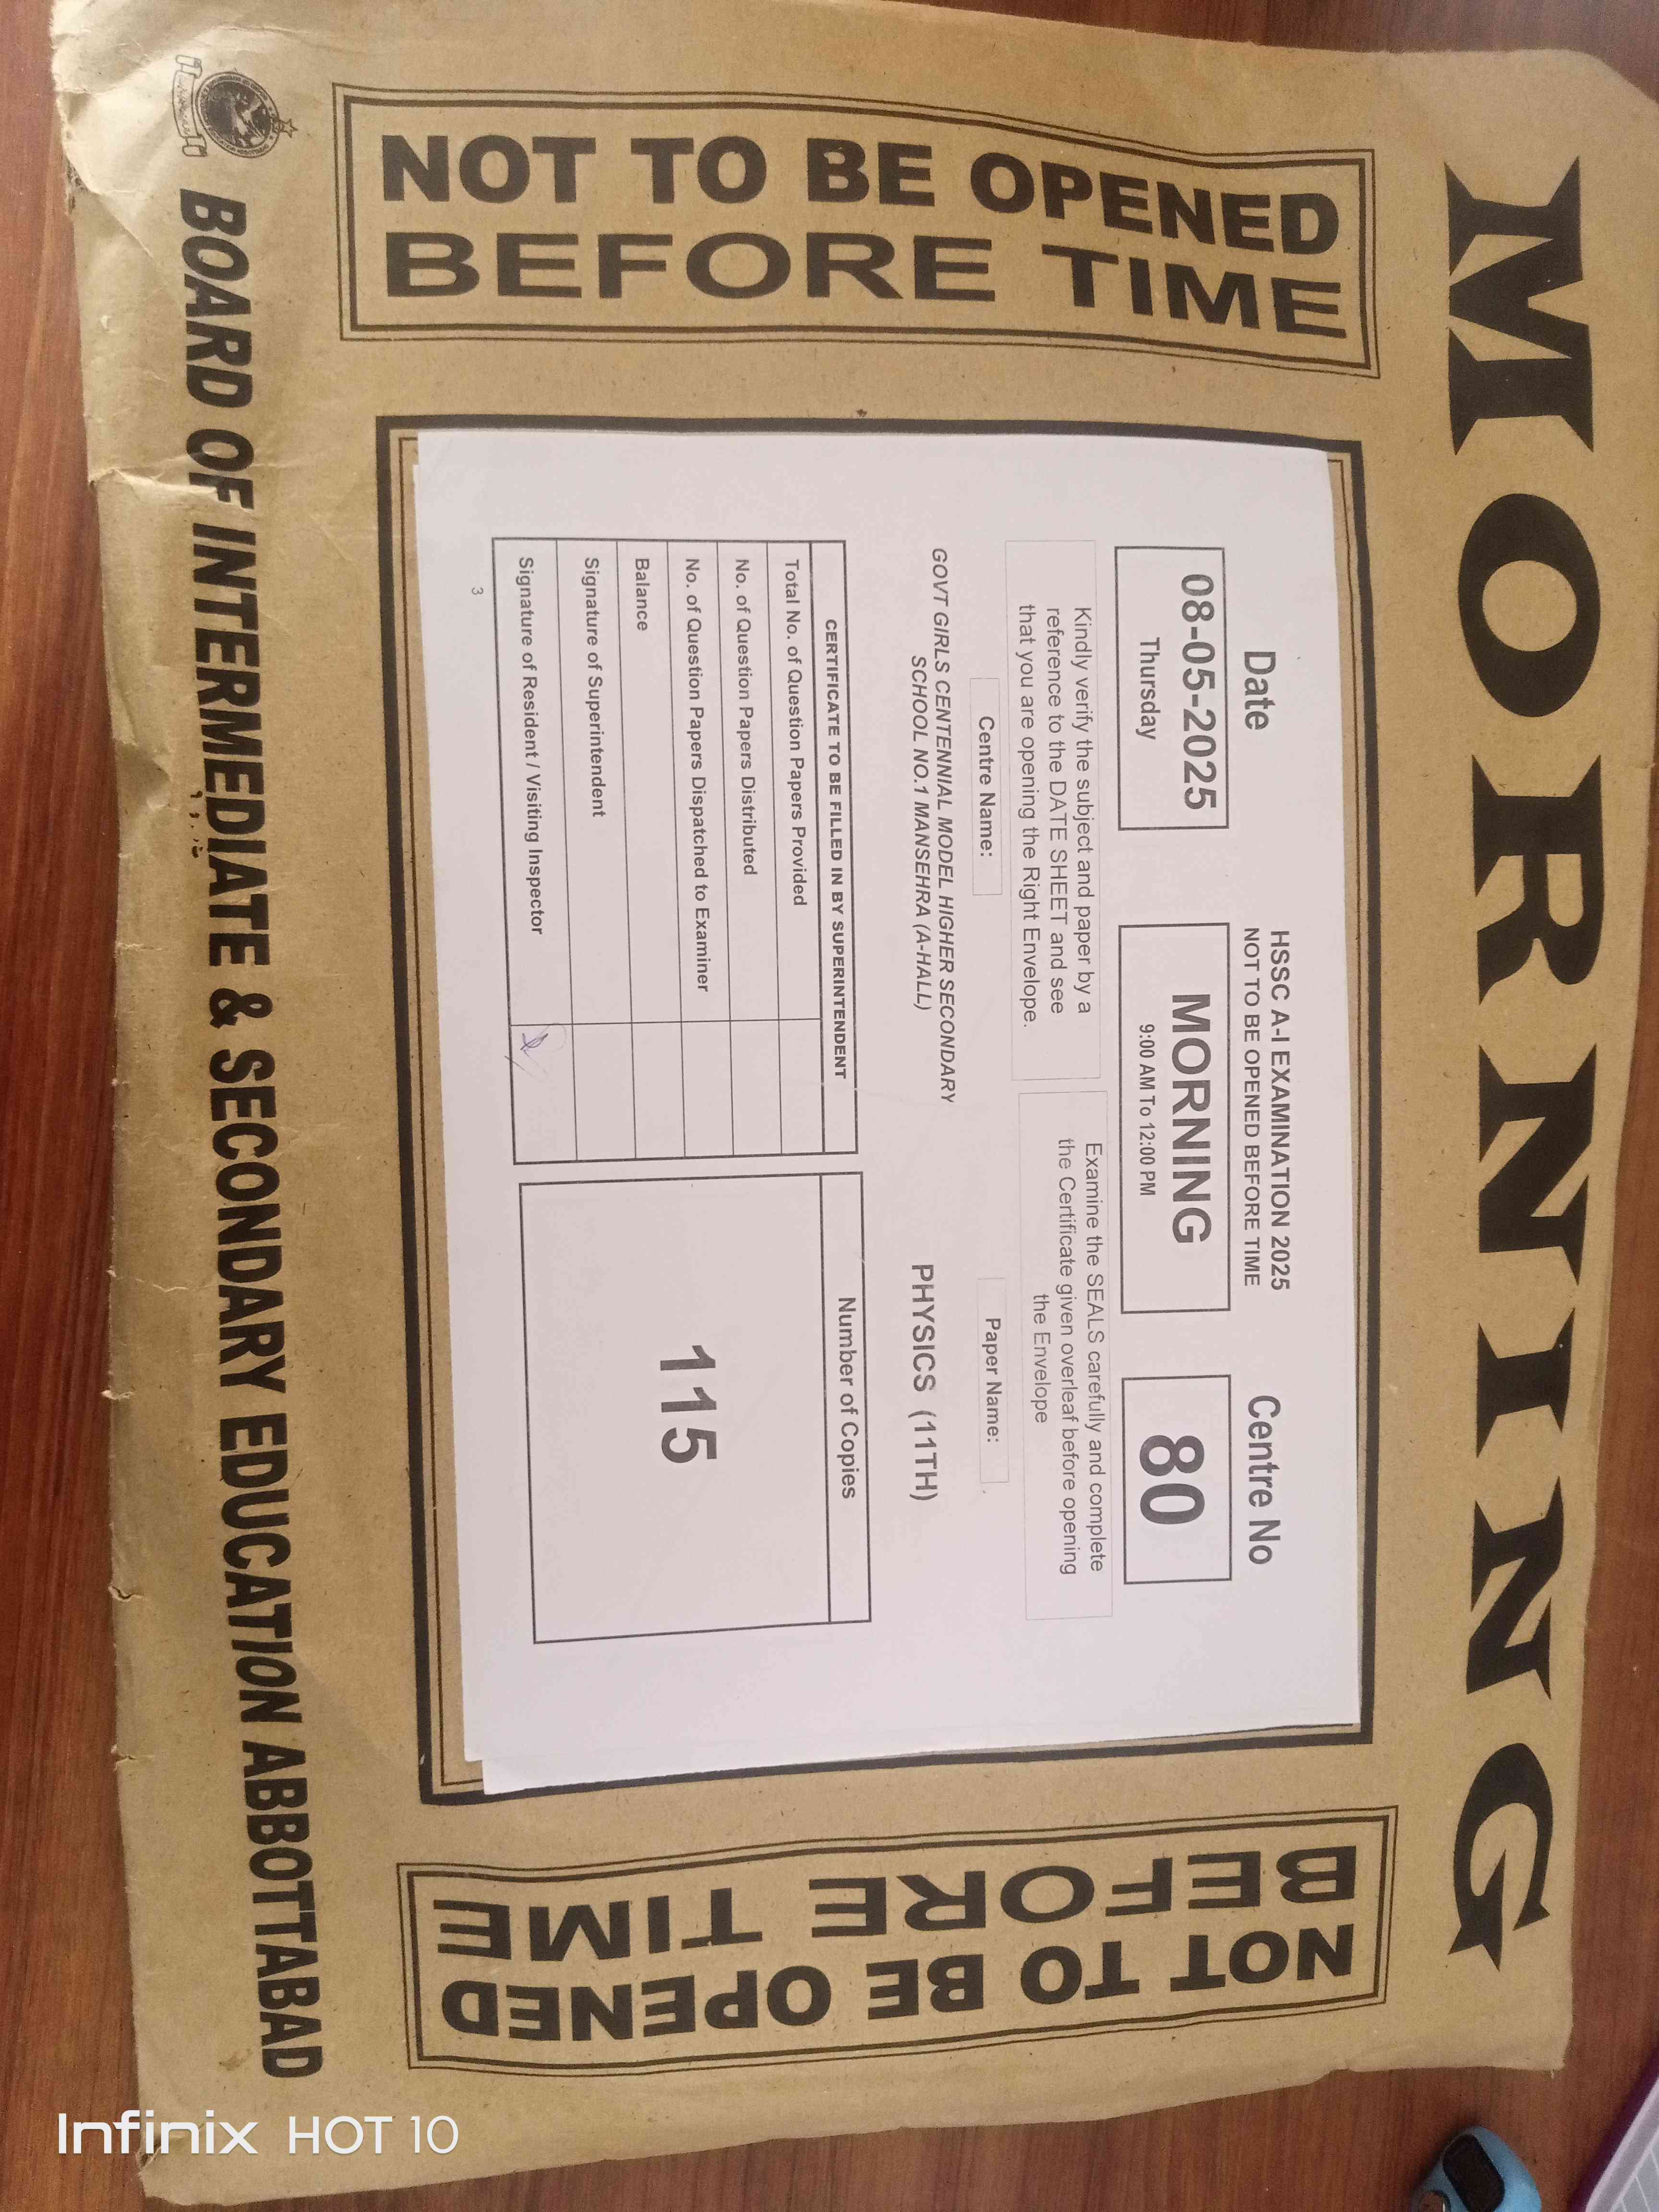 MORNING
NOT TO BE OPENED
BEFORE TIME
Date
08-05-2025
Thursday
HSSC A-I EXAMINATION 2025
NOT TO BE OPENED BEFORE TIME
MORNING
9:00 AM To 12:00 PM
Centre No
80
Kindly verify the subject and paper by a
reference to the DATE SHEET and see
that you are opening the Right Envelope.
Examine the SEALS carefully and complete
the Certificate given overleaf before opening
the Envelope
Centre Name:
GOVT GIRLS CENTENNIAL MODEL HIGHER SECONDARY
SCHOOL NO.1 MANSEHRA (A-HALL)
Paper Name:
PHYSICS (11TH)
CERTIFICATE TO BE FILLED IN BY SUPERINTENDENT
Total No. of Question Papers Provided
No. of Question Papers Distributed
No. of Question Papers Dispatched to Examiner
Balance
Signature of Superintendent
Signature of Resident / Visiting Inspector
Number of Copies
115
3
NOT TO BE OPENED
BEFORE TIME
BOARD OF INTERMEDIATE & SECONDARY EDUCATION ABBOTTABAD
Infinix HOT 10